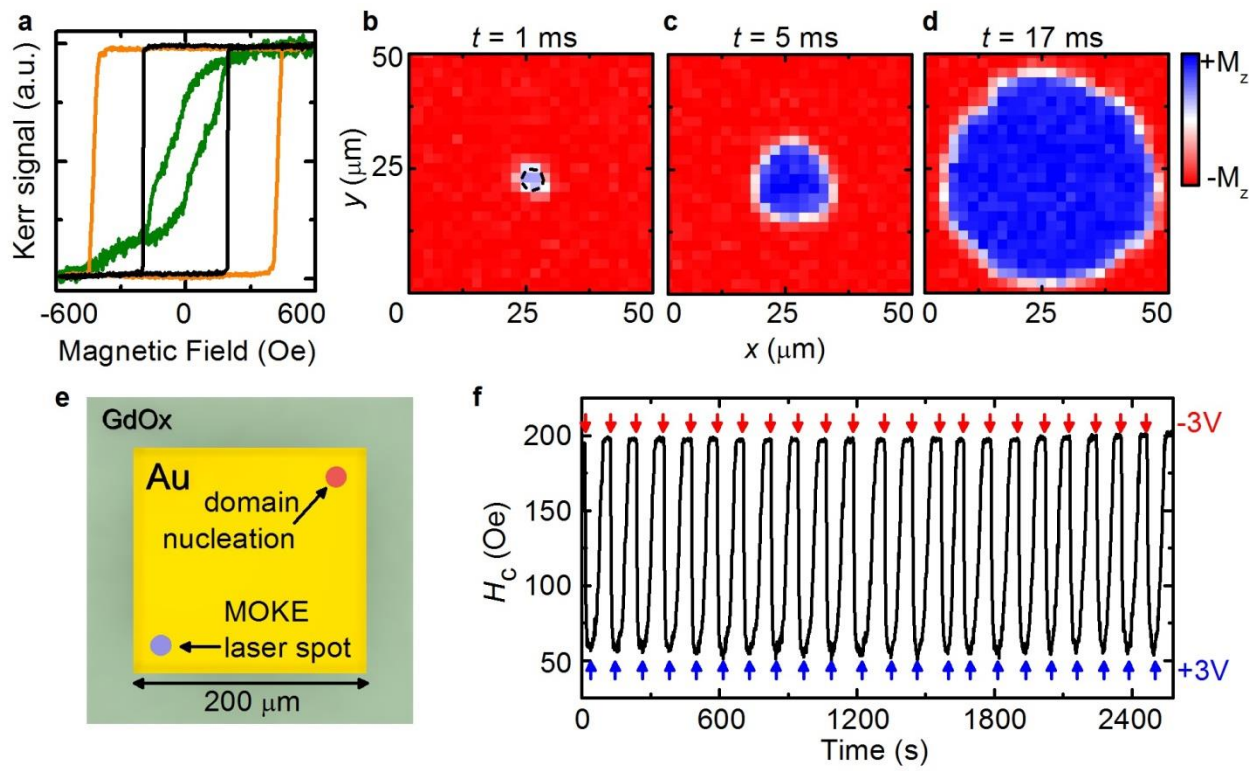 a
Kerr signal (a.u.)
-600
0
600
Magnetic Field (Oe)
b
t = 1 ms
50
25
0
y (μm)
25
50
c
t = 5 ms
0
25
50
x (μm)
d
t = 17 ms
0
25
50
+Mz
-Mz
e
GdOx
Au
domain
nucleation
MOKE
laser spot
200 μm
f
-3V
200
150
100
50
Hc (Oe)
+3V
0
600
1200
1800
2400
Time (s)